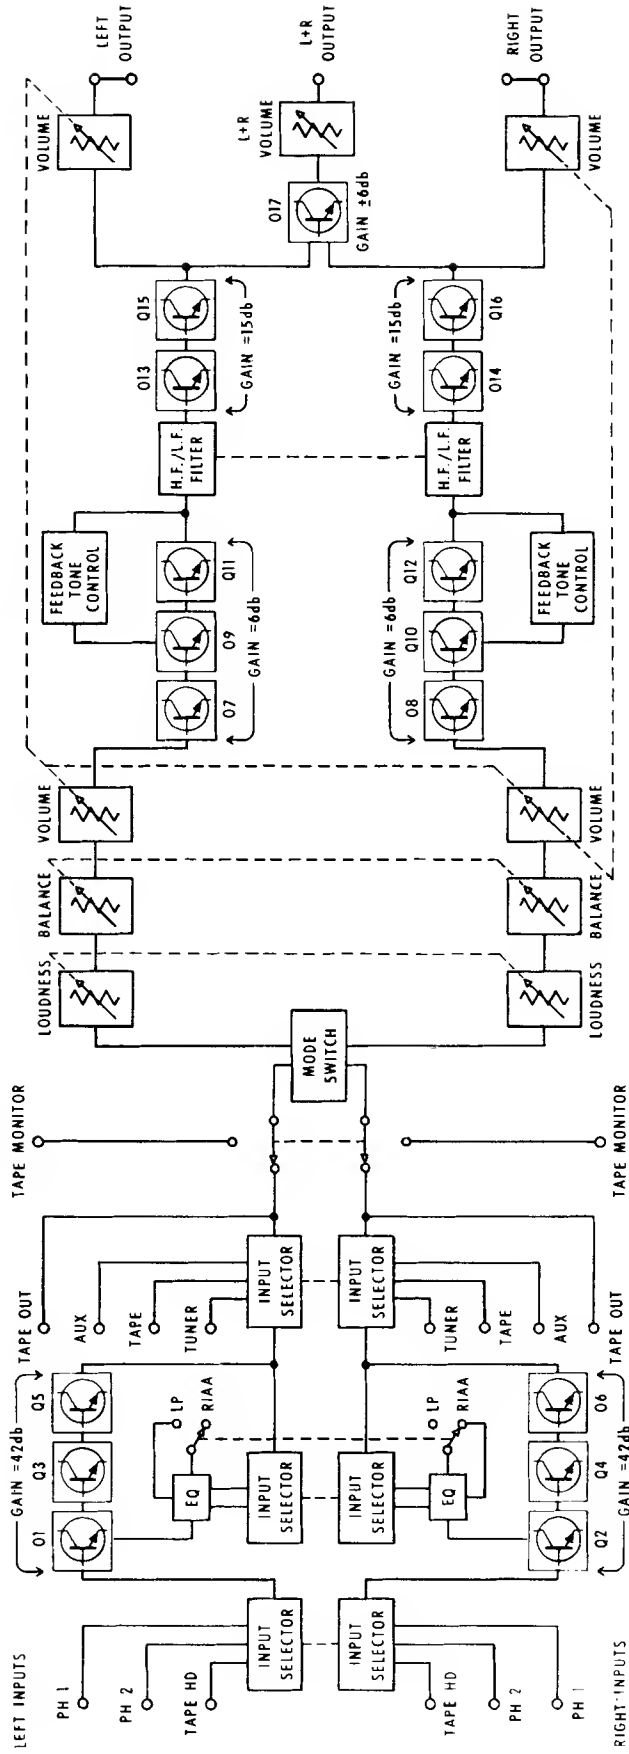 LEFT INPUTS
PH 1
PH 2
TAPE HD
INPUT
SELECTOR
GAIN =42db
Q1
Q3
Q5
EQ
LP
RIAA
INPUT
SELECTOR
TAPE OUT
AUX
TAPE
TUNER
INPUT
SELECTOR
TAPE MONITOR
MODE
SWITCH
LOUDNESS
BALANCE
VOLUME
Q7
Q9
Q11
GAIN =6db
FEEDBACK
TONE
CONTROL
H.F./L.F.
FILTER
Q13
Q15
GAIN =15db
VOLUME
LEFT
OUTPUT
Q17
GAIN ±6db
L+R
VOLUME
L+R
OUTPUT
RIGHT INPUTS
PH 1
PH 2
TAPE HD
INPUT
SELECTOR
Q2
Q4
Q6
GAIN =42db
EQ
LP
RIAA
INPUT
SELECTOR
INPUT
SELECTOR
TUNER
TAPE
AUX
TAPE OUT
TAPE MONITOR
LOUDNESS
BALANCE
VOLUME
GAIN =6db
Q8
Q10
Q12
FEEDBACK
TONE
CONTROL
H.F./L.F.
FILTER
GAIN =15db
Q14
Q16
VOLUME
RIGHT
OUTPUT